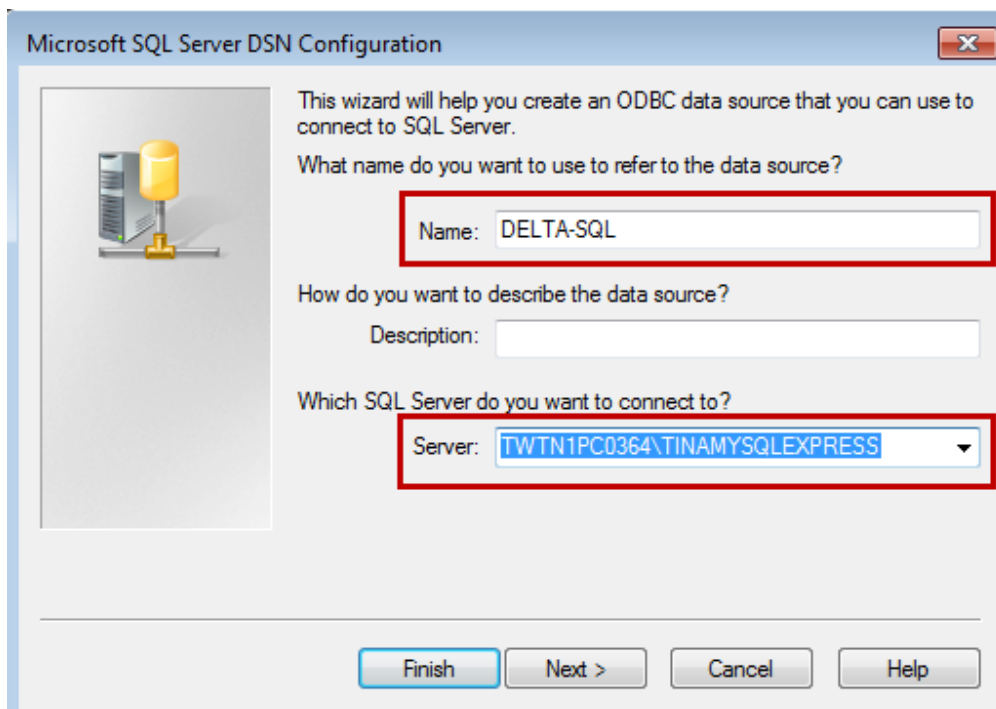 Microsoft SQL Server DSN Configuration
This wizard will help you create an ODBC data source that you can use to
connect to SQL Server.
What name do you want to use to refer to the data source?
Name: DELTA-SQL
How do you want to describe the data source?
Description:
Which SQL Server do you want to connect to?
Server: TWTN1PC0364\TINAMYSQLEXPRESS
Finish Next > Cancel Help